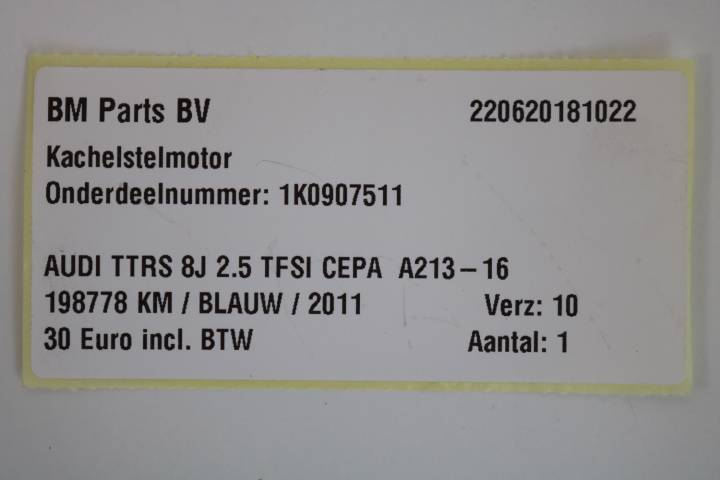 BM Parts BV 220620181022
Kachelstelmotor
Onderdeelnummer: 1K0907511
AUDI TTRS 8J 2.5 TFSI CEPA A213-16
198778 KM / BLAUW / 2011 Verz: 10
30 Euro incl. BTW Aantal: 1